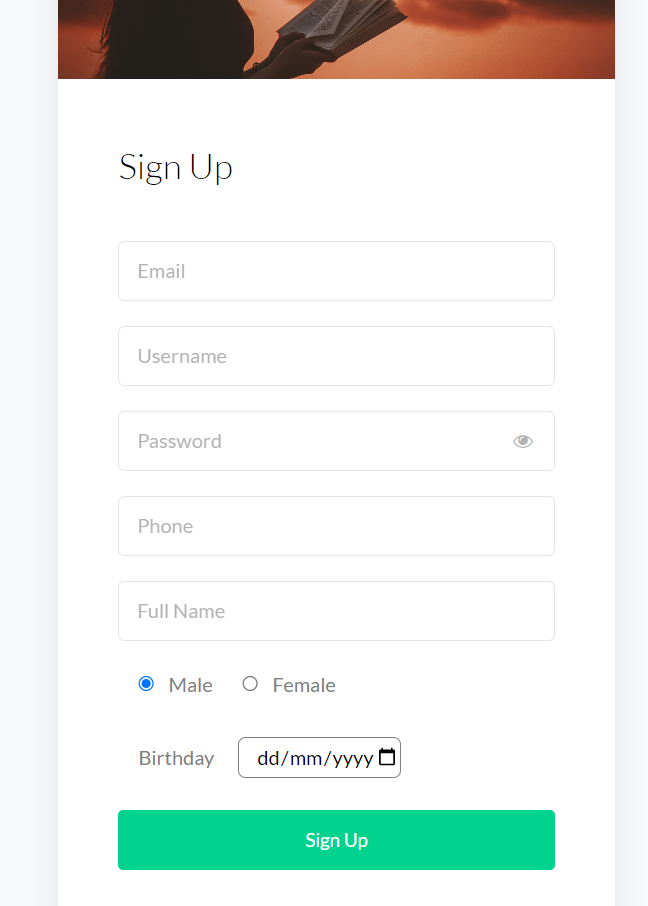 Sign Up
Email
Username
Password
Phone
Full Name
Male Female
Birthday dd/mm/yyyy
Sign Up